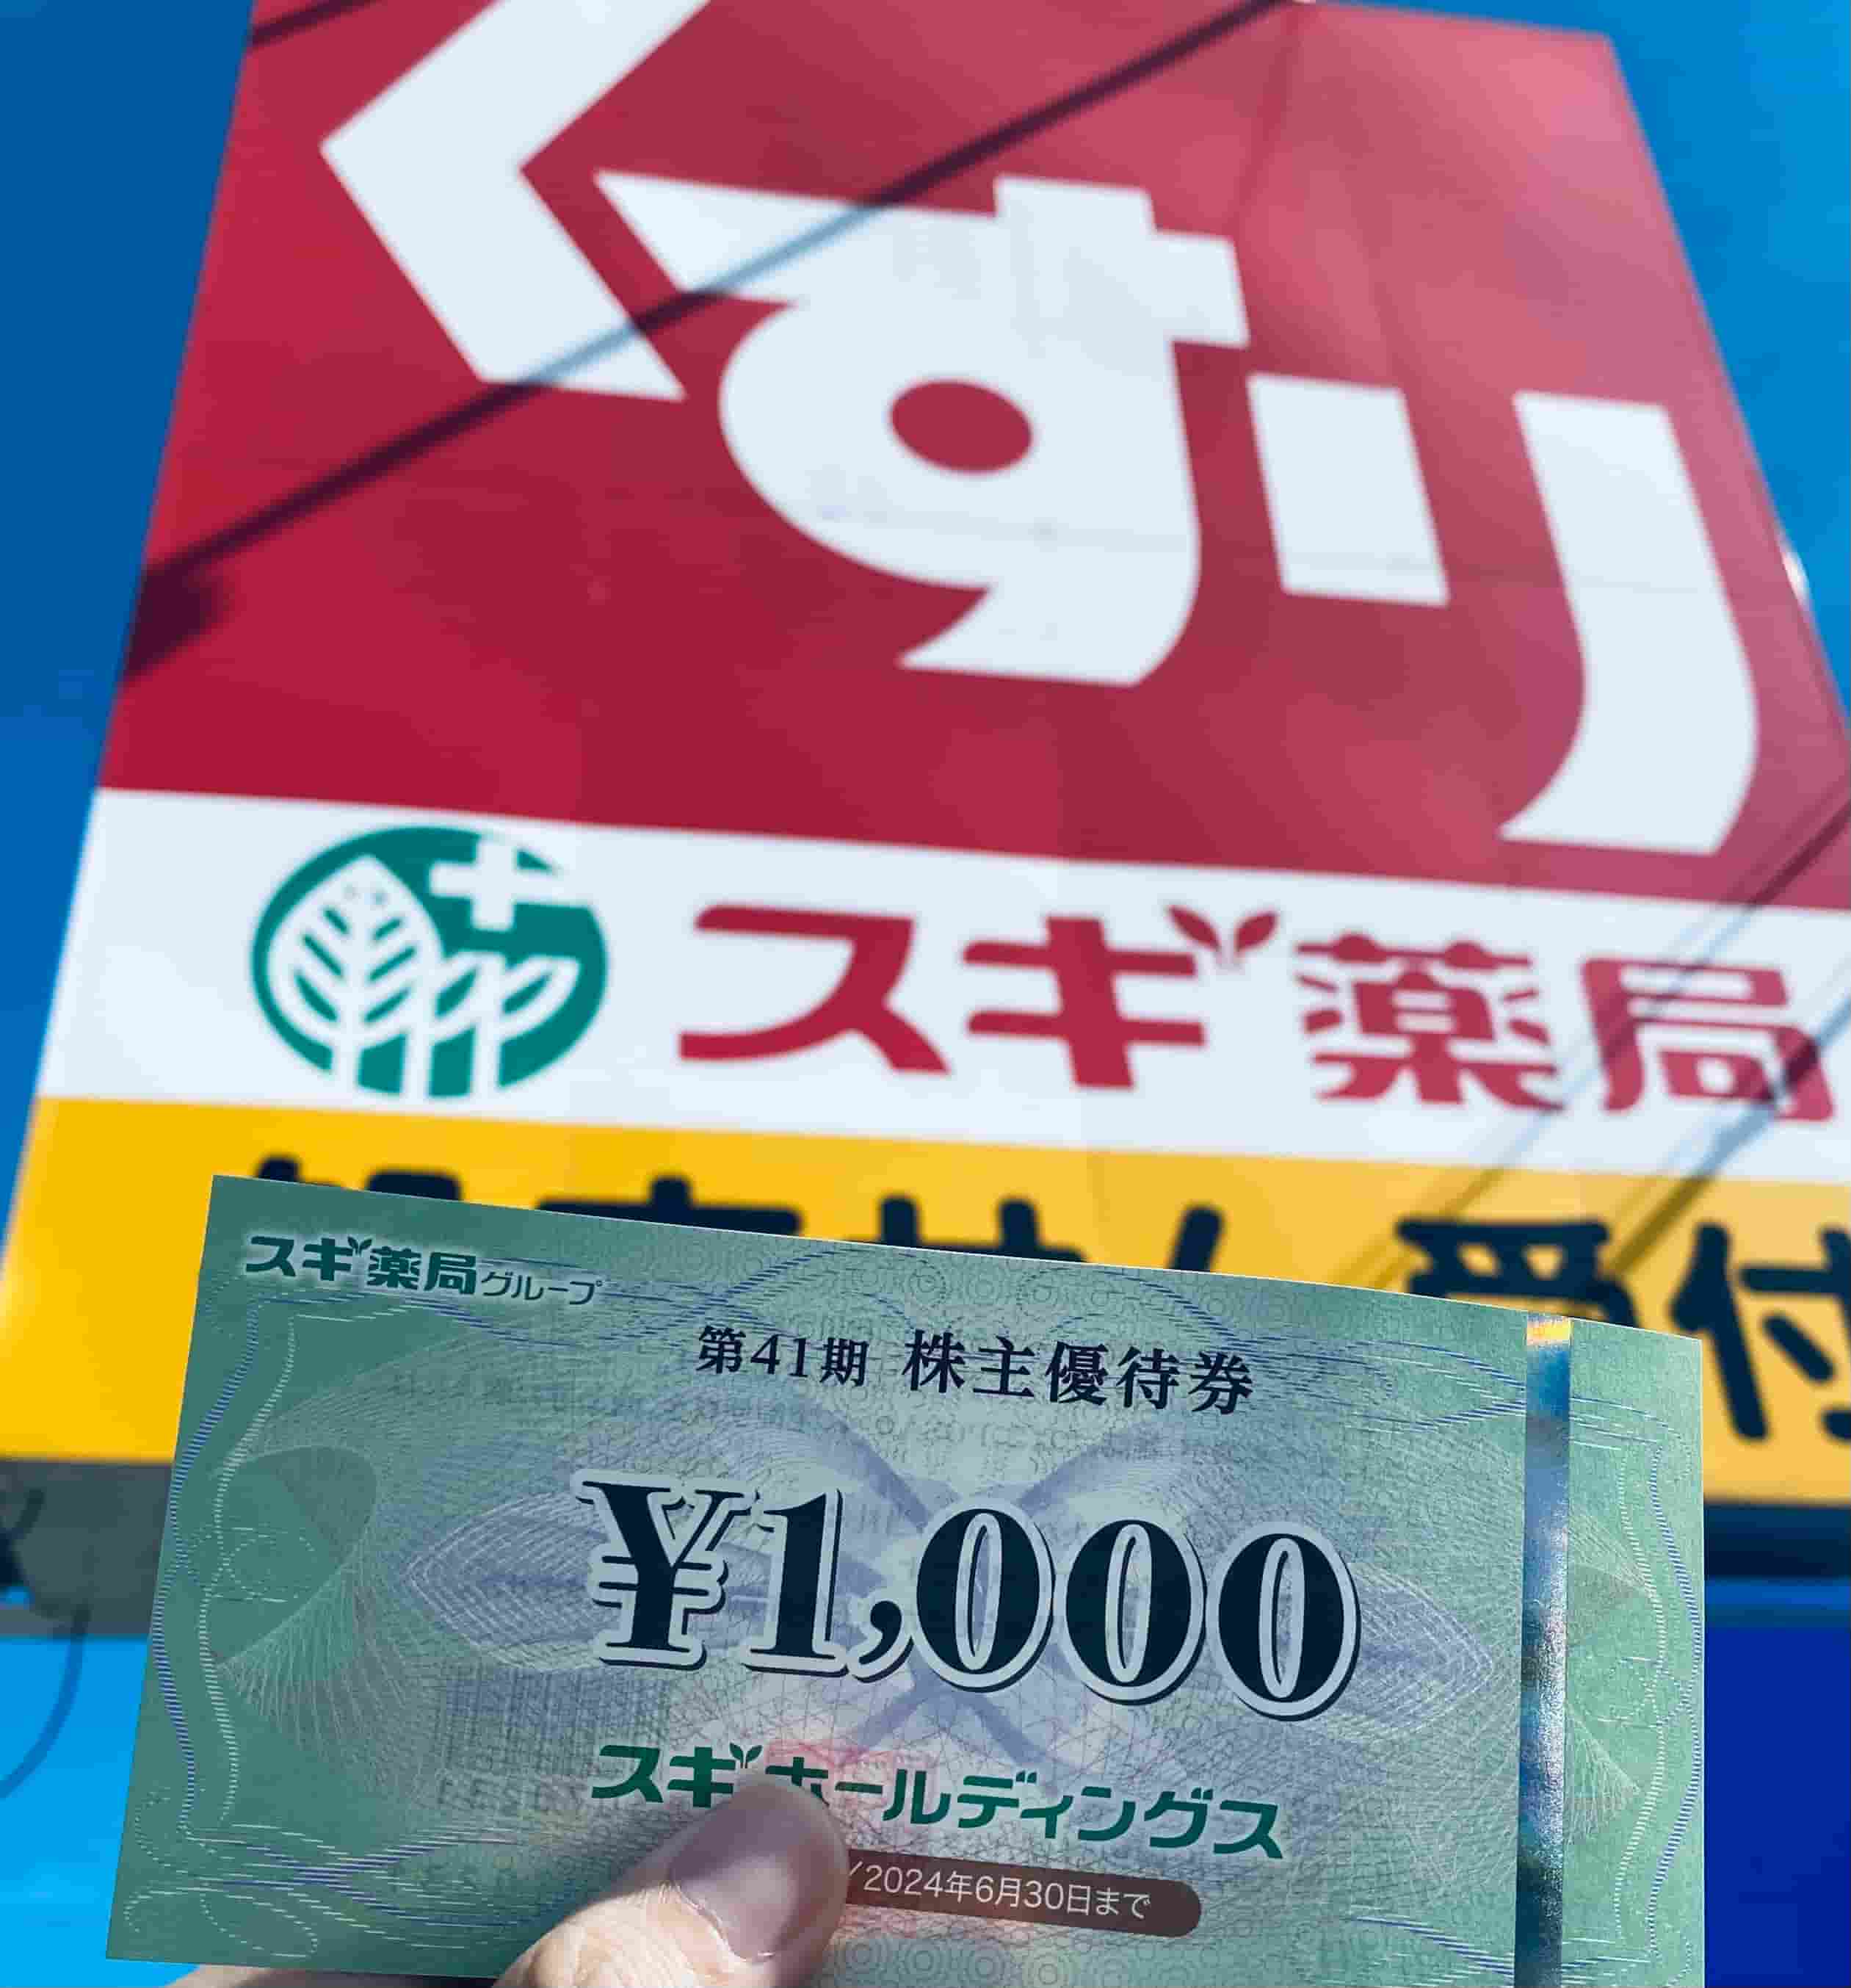 くすり
スギ薬局
受付
スギ薬局グループ
第41期 株主優待券
¥1,000
スギホールディングス
/2024年6月30日まで